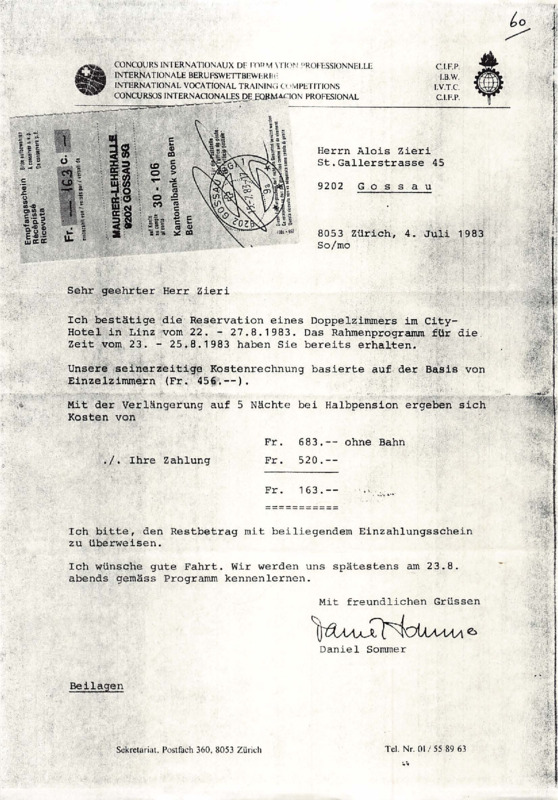 60
CONCOURS INTERNATIONAUX DE FORMATION PROFESSIONNELLE
INTERNATIONALE BERUFSWETTBEWERBE
INTERNATIONAL VOCATIONAL TRAINING COMPETITIONS
CONCURSOS INTERNACIONALES DE FORMACION PROFESIONAL
C.I.F.P.
I.B.W.
I.V.T.C.
C.I.F.P.
Empfangsschein
Récépissé
Ricevuta
Fr. 163 c.
MAURER-LEHRHALLE
9202 GOSSAU SG
30 - 106
Kantonalbank von Bern
Bern
9202 GOSSAU
Herrn Alois Zieri
St.Gallerstrasse 45
9202 Gossau
8053 Zürich, 4. Juli 1983
So/mo
Sehr geehrter Herr Zieri
Ich bestätige die Reservation eines Doppelzimmers im City-
Hotel in Linz vom 22. - 27.8.1983. Das Rahmenprogramm für die
Zeit vom 23. - 25.8.1983 haben Sie bereits erhalten.
Unsere seinerzeitige Kostenrechnung basierte auf der Basis von
Einzelzimmern (Fr. 456.--).
Mit der Verlängerung auf 5 Nächte bei Halbpension ergeben sich
Kosten von
Fr. 683.-- ohne Bahn
./. Ihre Zahlung Fr. 520.--
Fr. 163.--
===========
Ich bitte, den Restbetrag mit beiliegendem Einzahlungsschein
zu überweisen.
Ich wünsche gute Fahrt. Wir werden uns spätestens am 23.8.
abends gemäss Programm kennenlernen.
Mit freundlichen Grüssen
Daniel Sommer
Daniel Sommer
Beilagen
Sekretariat, Postfach 360, 8053 Zürich
Tel. Nr. 01 / 55 89 63